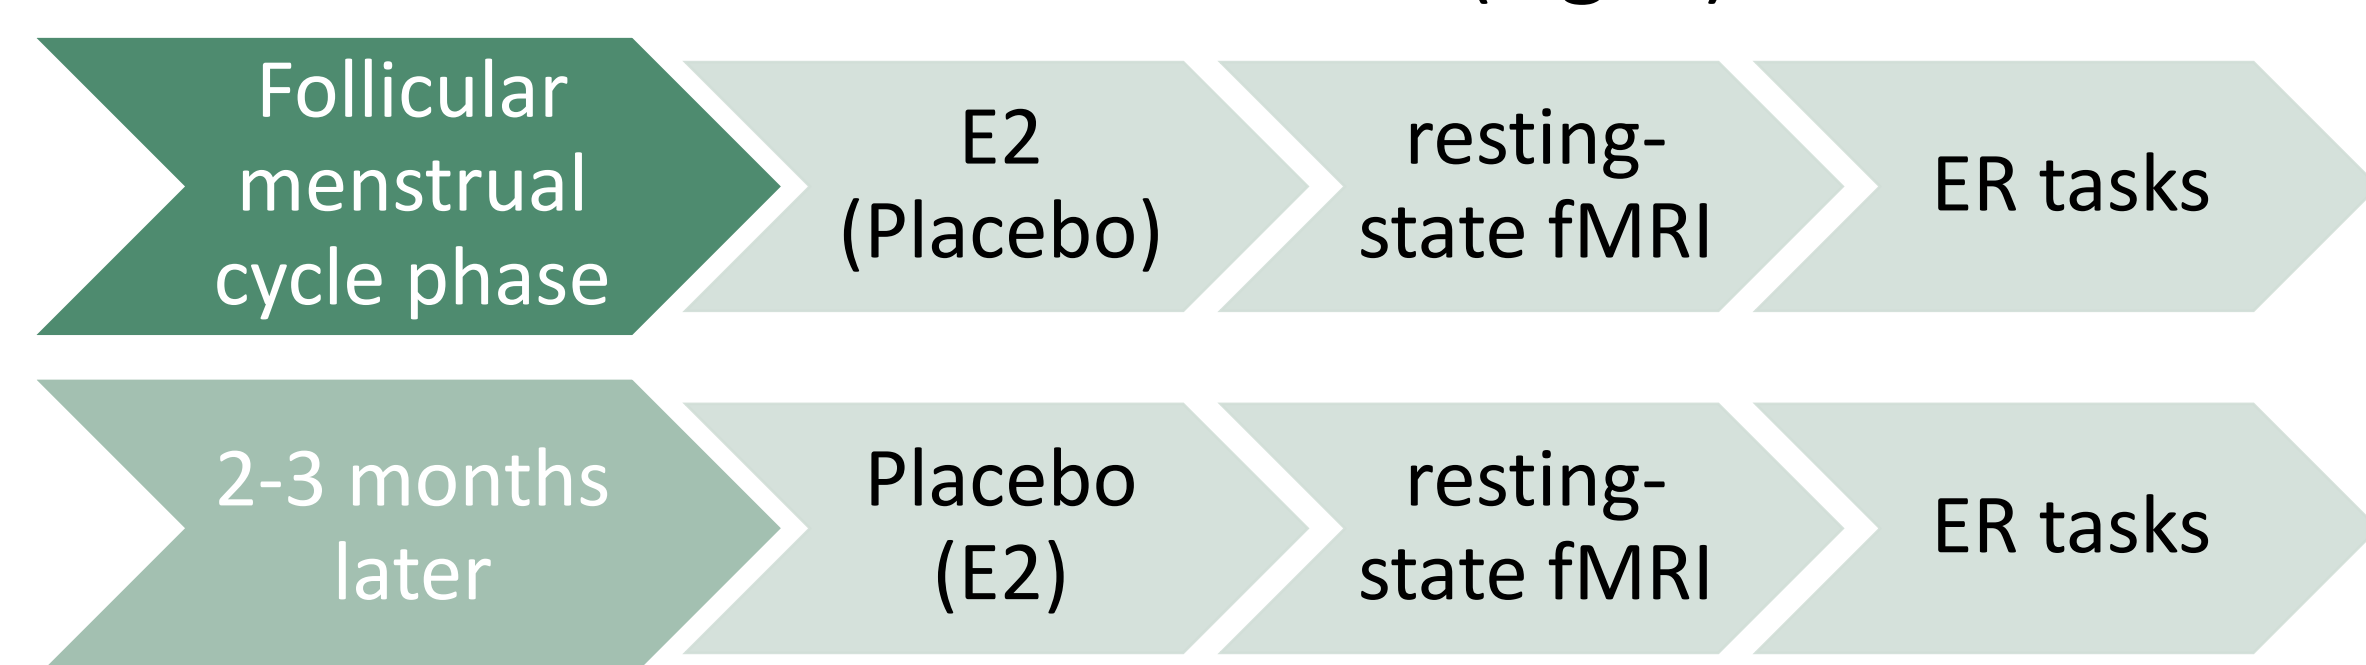 Follicular
menstrual
cycle phase
E2
(Placebo)
resting-
state fMRI
ER tasks
2-3 months
later
Placebo
(E2)
resting-
state fMRI
ER tasks